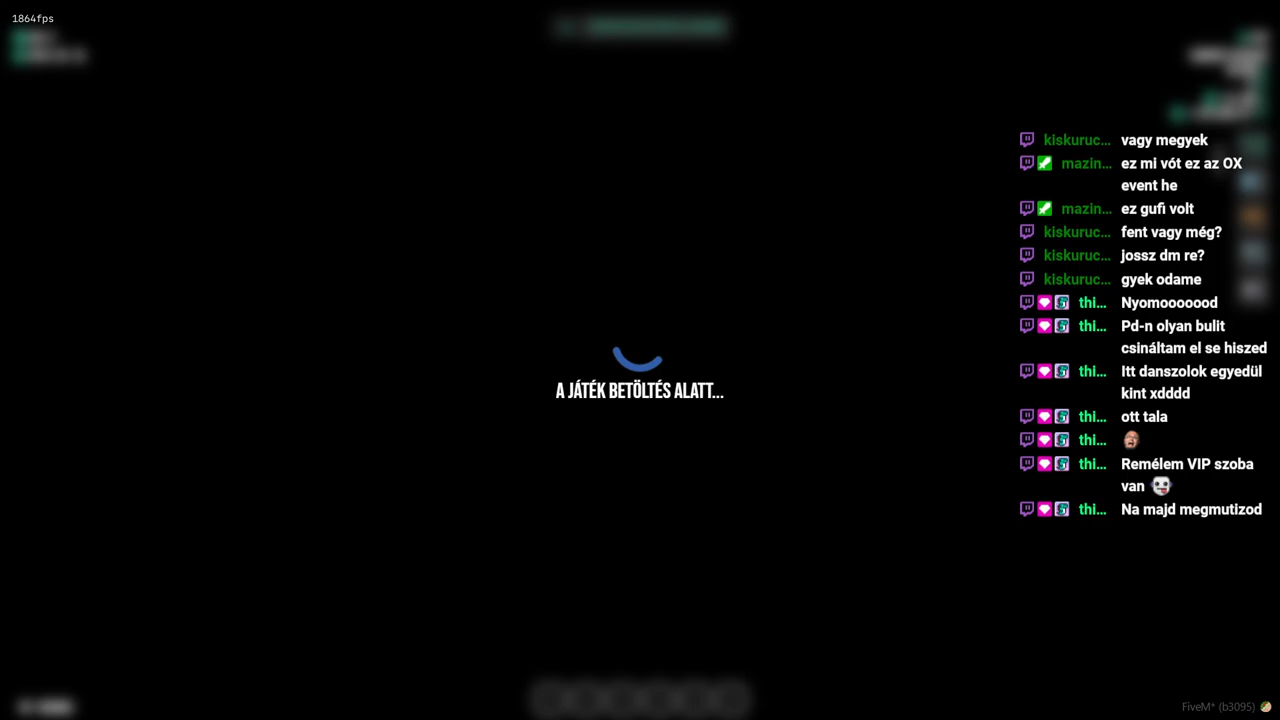 1864fps
kiskuruc... vagy megyek
mazin... ez mi vót ez az OX
event he
mazin... ez gufi volt
kiskuruc... fent vagy még?
kiskuruc... jossz dm re?
kiskuruc... gyek odame
thi... Nyomooooood
thi... Pd-n olyan bulit
csináltam el se hiszed
thi... Itt danszolok egyedül
kint xdddd
thi... ott tala
thi...
thi... Remélem VIP szoba
van
thi... Na majd megmutizod
A JÁTÉK BETÖLTÉS ALATT...
FiveM* (b3095)